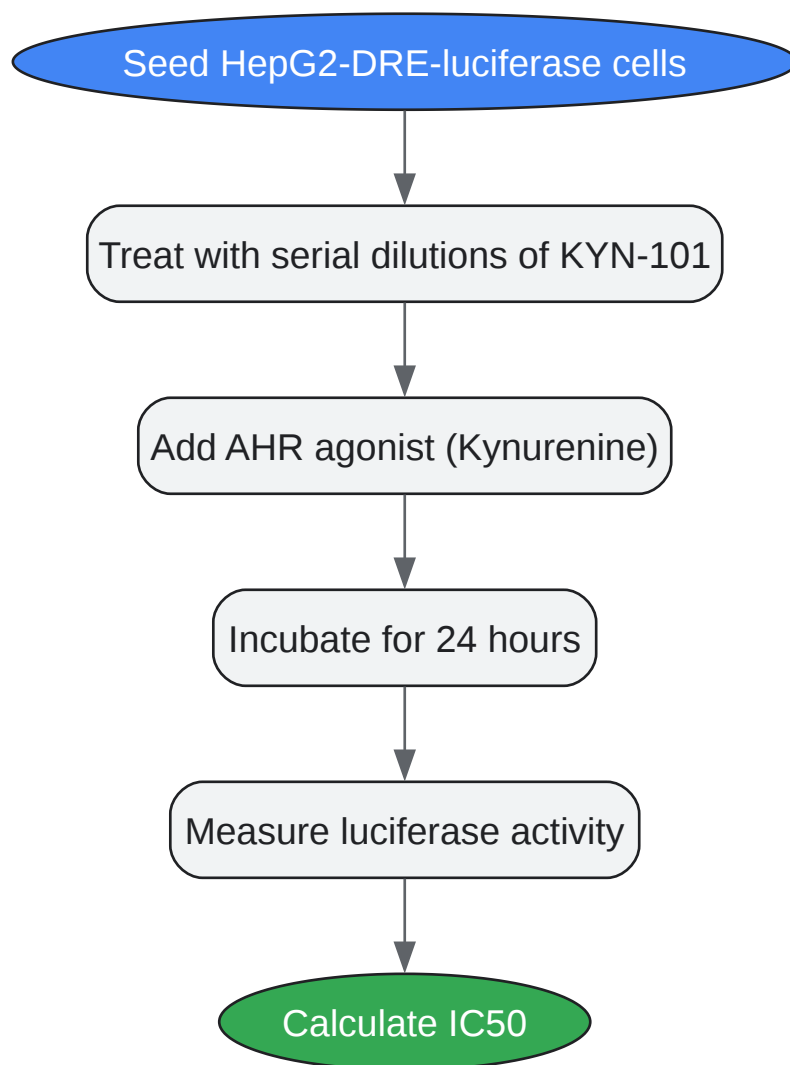 Seed HepG2-DRE-luciferase cells
Treat with serial dilutions of KYN-101
Add AHR agonist (Kynurenine)
Incubate for 24 hours
Measure luciferase activity
Calculate IC50